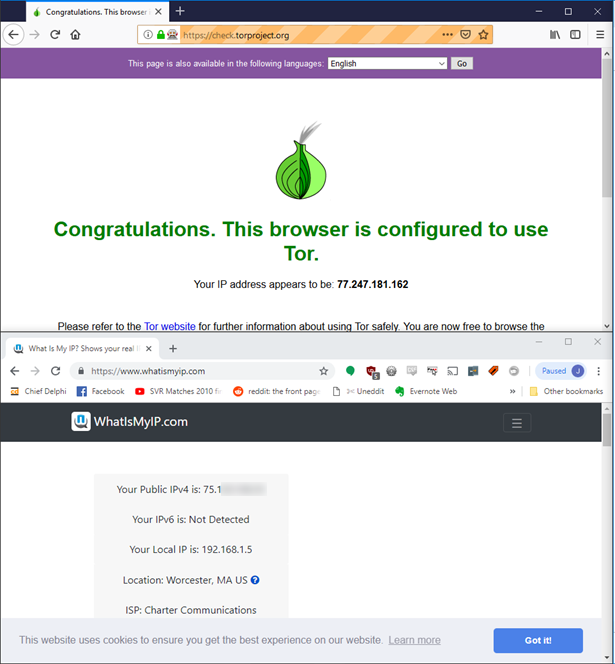 Congratulations. This browser i
https://check.torproject.org
This page is also available in the following languages: English Go
Congratulations. This browser is configured to use
Tor.
Your IP address appears to be: 77.247.181.162
Please refer to the Tor website for further information about using Tor safely. You are now free to browse the
What Is My IP? Shows your real I
https://www.whatismyip.com
5
Paused J
Chief Delphi Facebook SVR Matches 2010 fi reddit: the front page Uneddit Evernote Web » Other bookmarks
WhatIsMyIP.com
Your Public IPv4 is: 75.1
Your IPv6 is: Not Detected
Your Local IP is: 192.168.1.5
Location: Worcester, MA US ?
ISP: Charter Communications
This website uses cookies to ensure you get the best experience on our website. Learn more Got it!